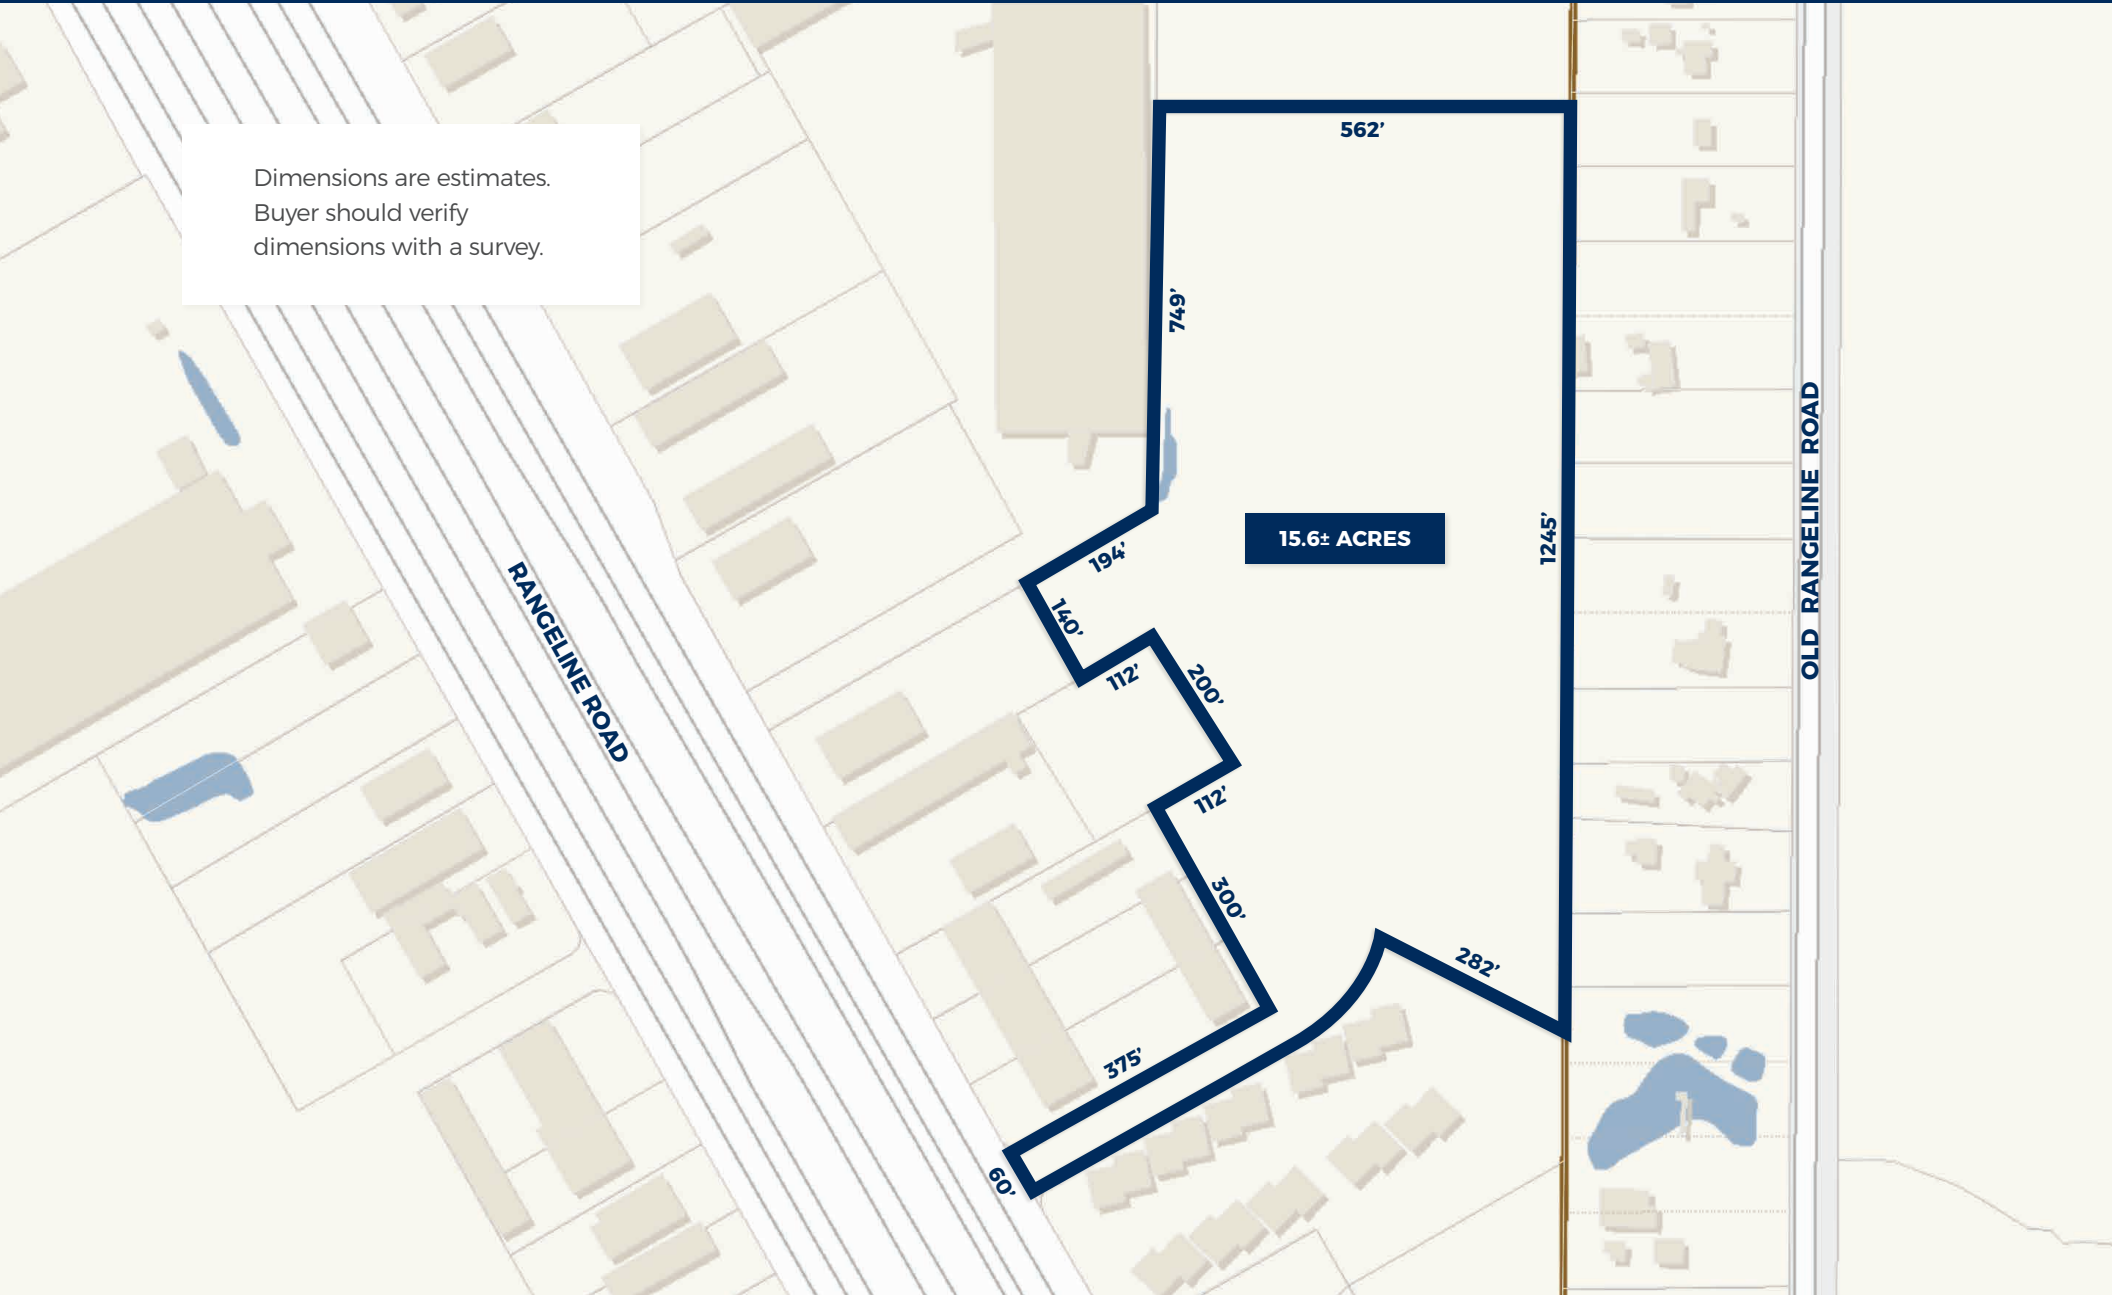 Dimensions are estimates.
Buyer should verify
dimensions with a survey.
562’
749’
194’
140’
112’
200’
112’
300’
375’
60’
282’
1245’
15.6± ACRES
RANGELINE ROAD
OLD RANGELINE ROAD